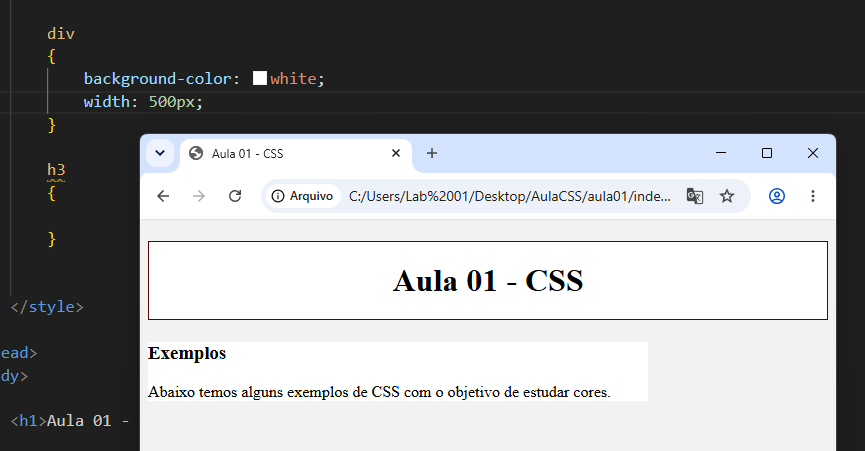 div
{
background-color: white;
width: 500px;
}
h3
{
}
</style>
ead>
dy>
<h1>Aula 01 -
Aula 01 - CSS
Arquivo C:/Users/Lab%2001/Desktop/AulaCSS/aula01/inde...
Aula 01 - CSS
Exemplos
Abaixo temos alguns exemplos de CSS com o objetivo de estudar cores.